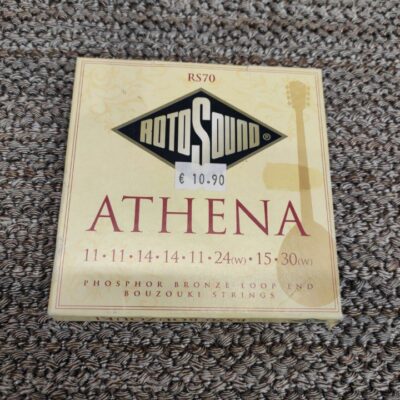 RS70
ROTOSOUND®
€ 10.90
ATHENA
11 • 11 • 14 • 14 • 11 • 24(W) • 15 • 30(W)
PHOSPHOR BRONZE LOOP END
BOUZOUKI STRINGS